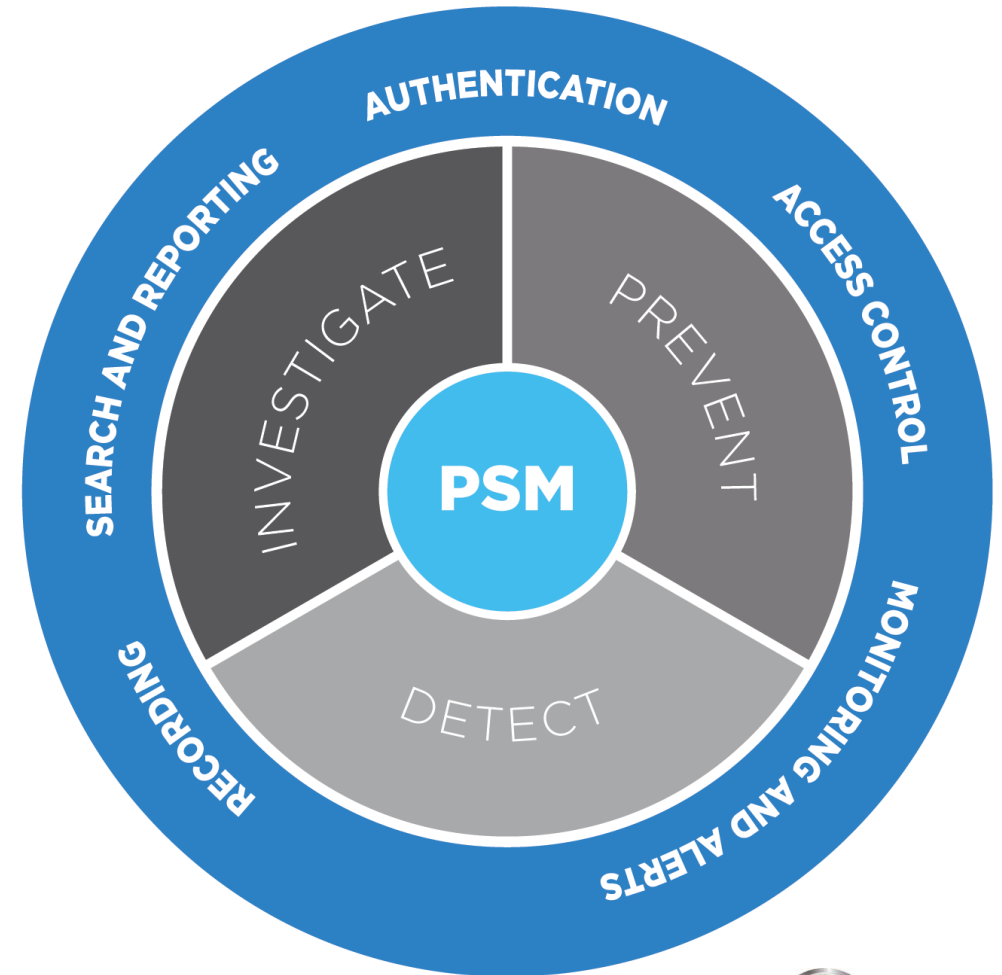 AUTHENTICATION
ACCESS CONTROL
MONITORING AND ALERTS
RECORDING
SEARCH AND REPORTING
INVESTIGATE
PREVENT
DETECT
PSM